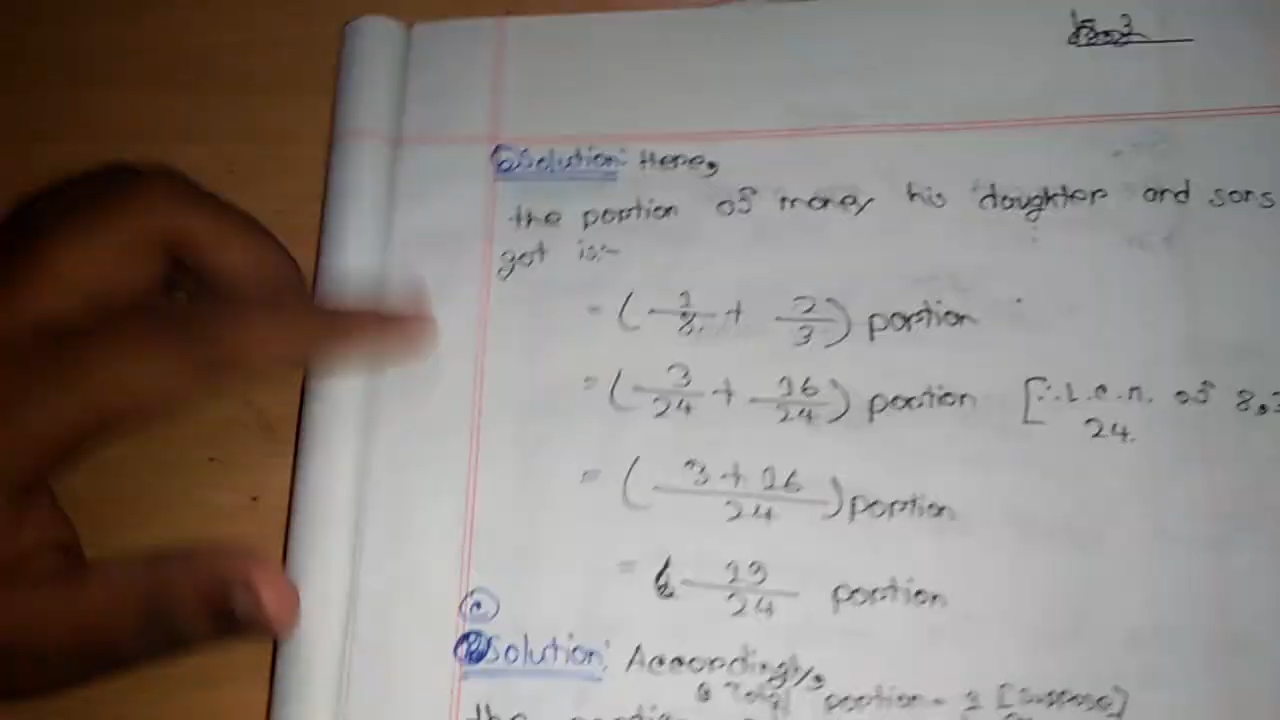 Solution: Here,
the portion of money his daughter and sons
got is:-
= (1/8 + 2/3) portion
= (3/24 + 16/24) portion [∵ L.C.M. of 8,3
24.
= (3+16/24) portion
= 19/24 portion
c
Solution: Accordingly,
Total portion = 1 [Suppose]
the